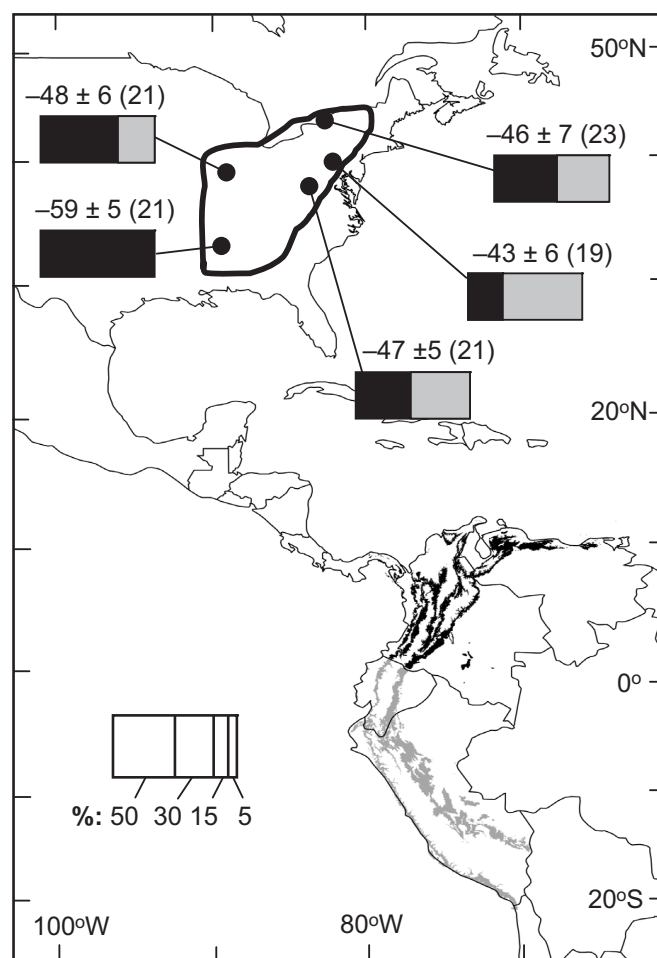 50ºN
–48 ± 6 (21)
–46 ± 7 (23)
–59 ± 5 (21)
–43 ± 6 (19)
–47 ±5 (21)
20ºN
0º
%: 50 30 15 5
20ºS
100ºW 80ºW